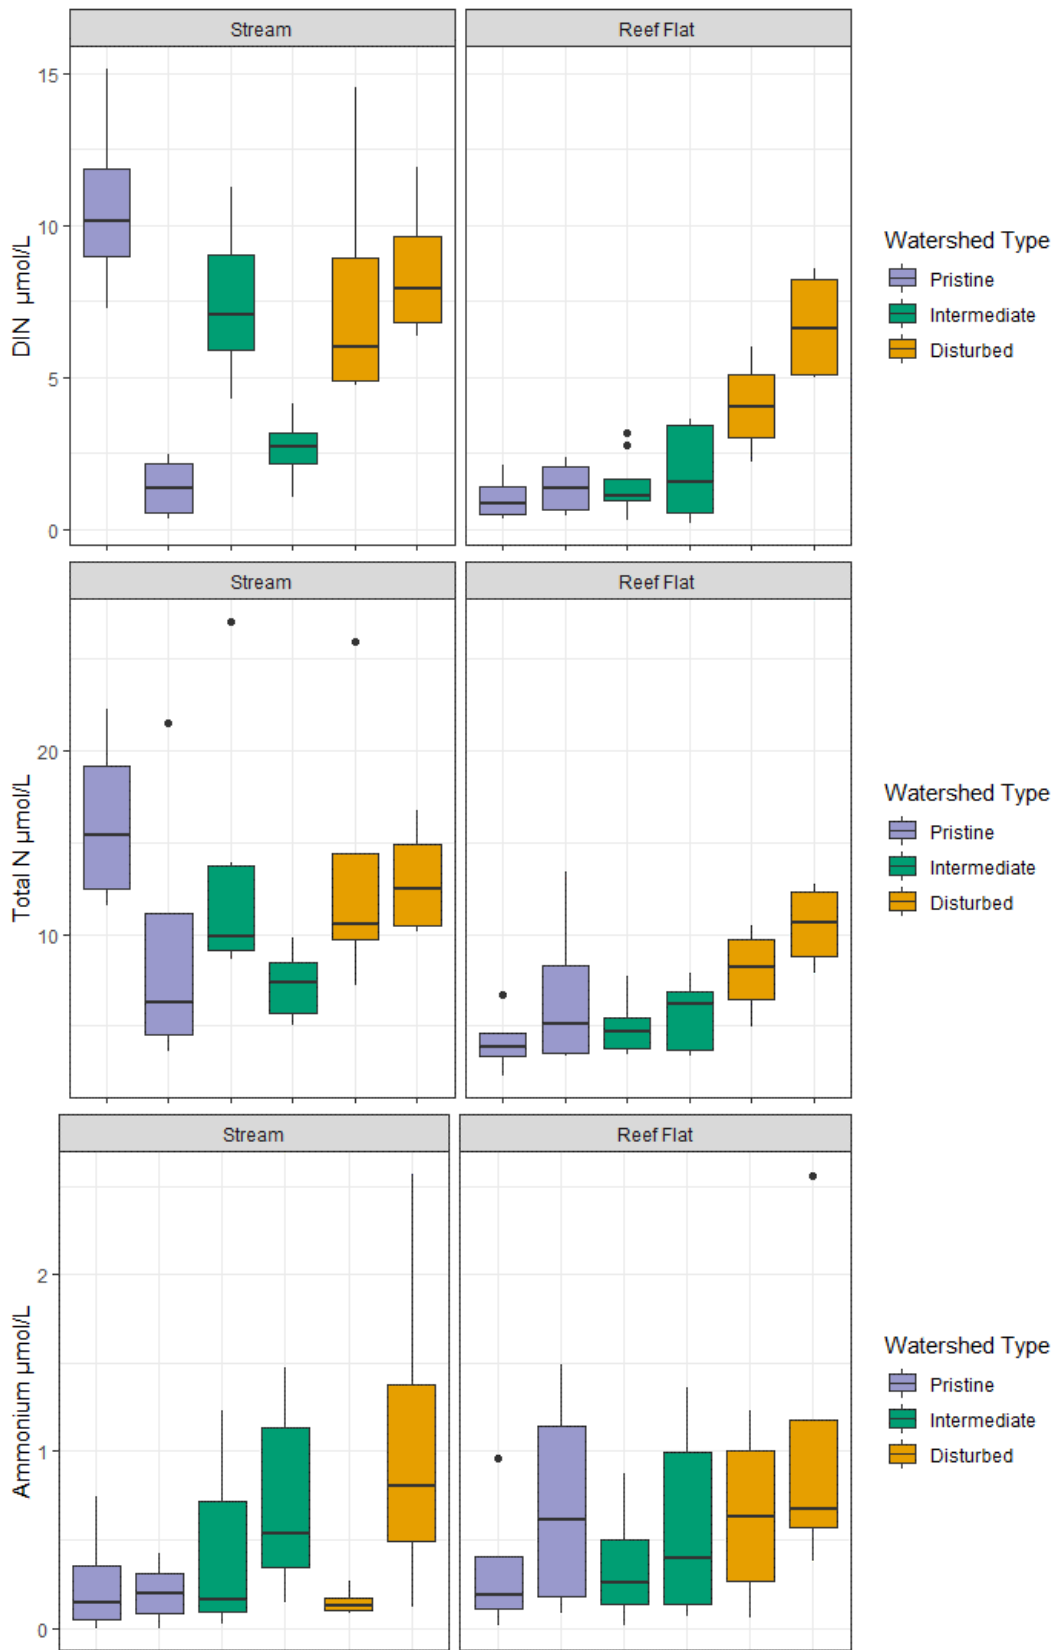 Stream Reef Flat
15
10
5
0
DIN µmol/L
Watershed Type
Pristine
Intermediate
Disturbed
Stream Reef Flat
20
10
Total N µmol/L
Watershed Type
Pristine
Intermediate
Disturbed
Stream Reef Flat
2
1
0
Ammonium µmol/L
Watershed Type
Pristine
Intermediate
Disturbed